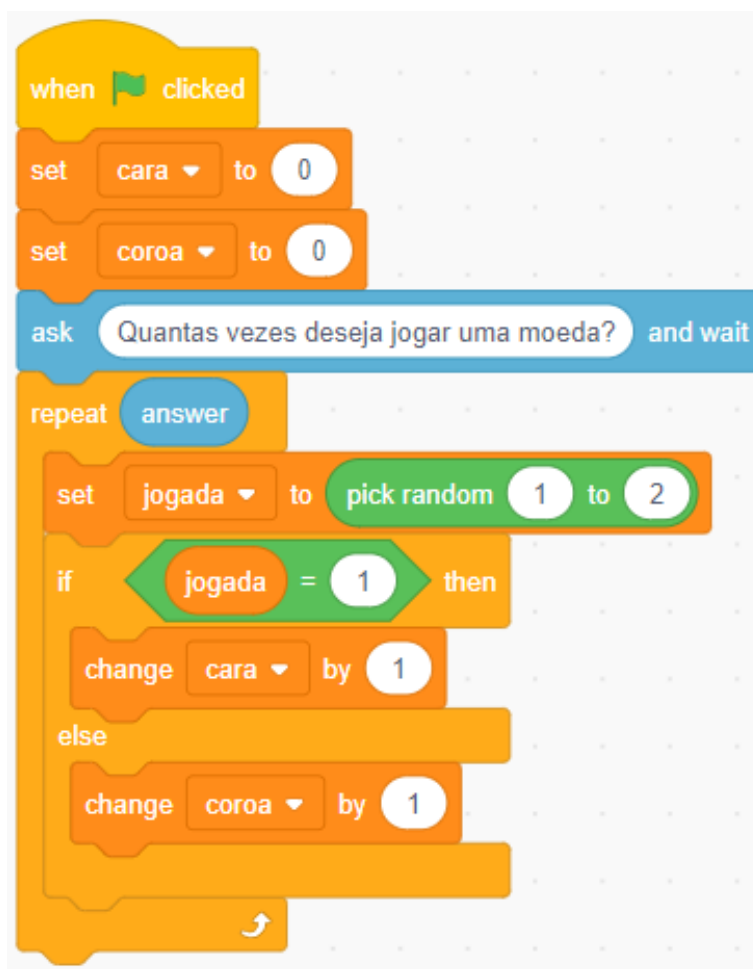 when clicked
set cara to 0
set coroa to 0
ask Quantas vezes deseja jogar uma moeda? and wait
repeat answer
set jogada to pick random 1 to 2
if jogada = 1 then
change cara by 1
else
change coroa by 1